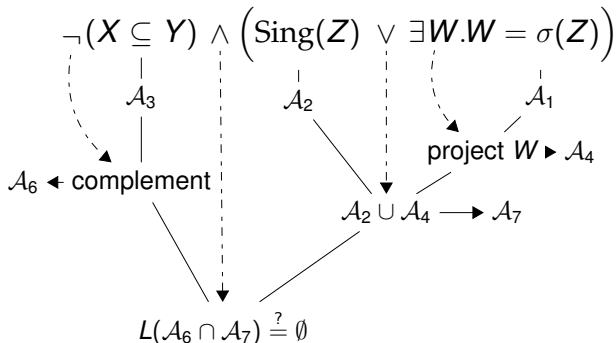 ¬(X ⊆ Y) ∧ (Sing(Z) ∨ ∃W.W = σ(Z))
A₃ A₂ A₁
project W A₄
A₆ complement
A₂ ∪ A₄ A₇
L(A₆ ∩ A₇) ≟ ∅